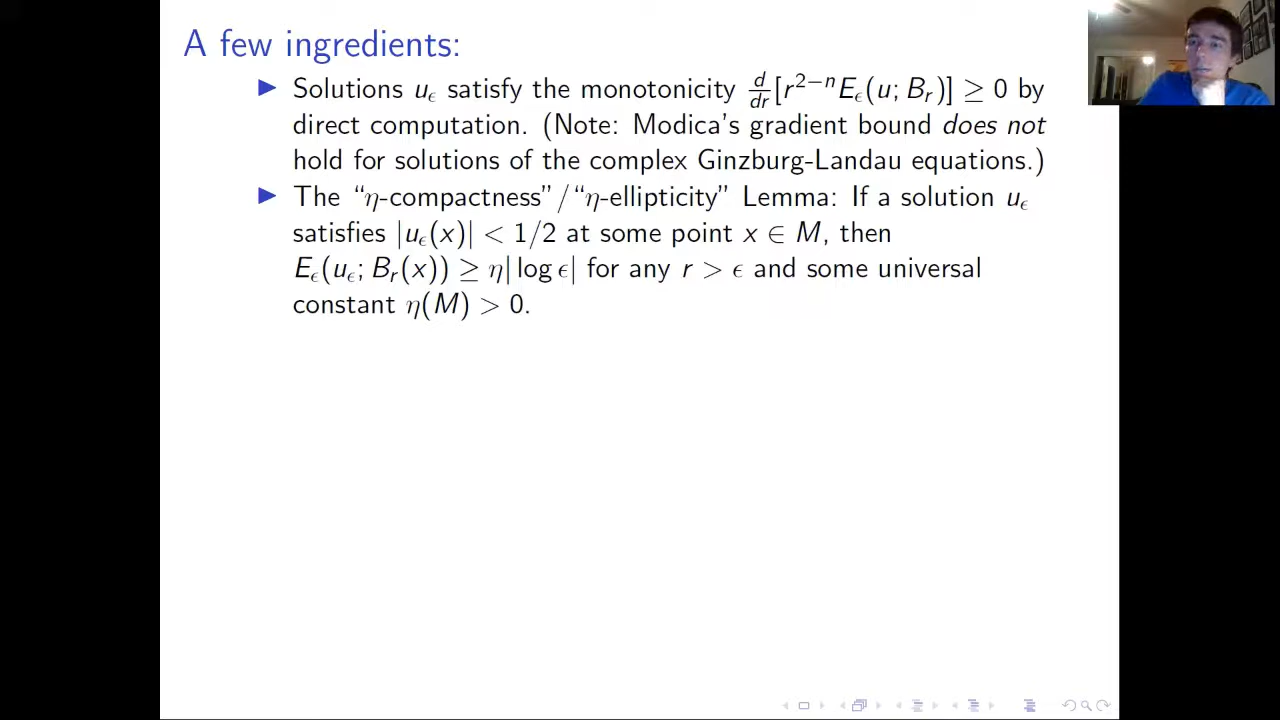 A few ingredients:
▶ Solutions u_ϵ satisfy the monotonicity d/dr [r^{2−n}E_ϵ(u; B_r)] ≥ 0 by
direct computation. (Note: Modica's gradient bound does not
hold for solutions of the complex Ginzburg-Landau equations.)
▶ The “η-compactness”/“η-ellipticity” Lemma: If a solution u_ϵ
satisfies |u_ϵ(x)| < 1/2 at some point x ∈ M, then
E_ϵ(u_ϵ; B_r(x)) ≥ η| log ϵ| for any r > ϵ and some universal
constant η(M) > 0.